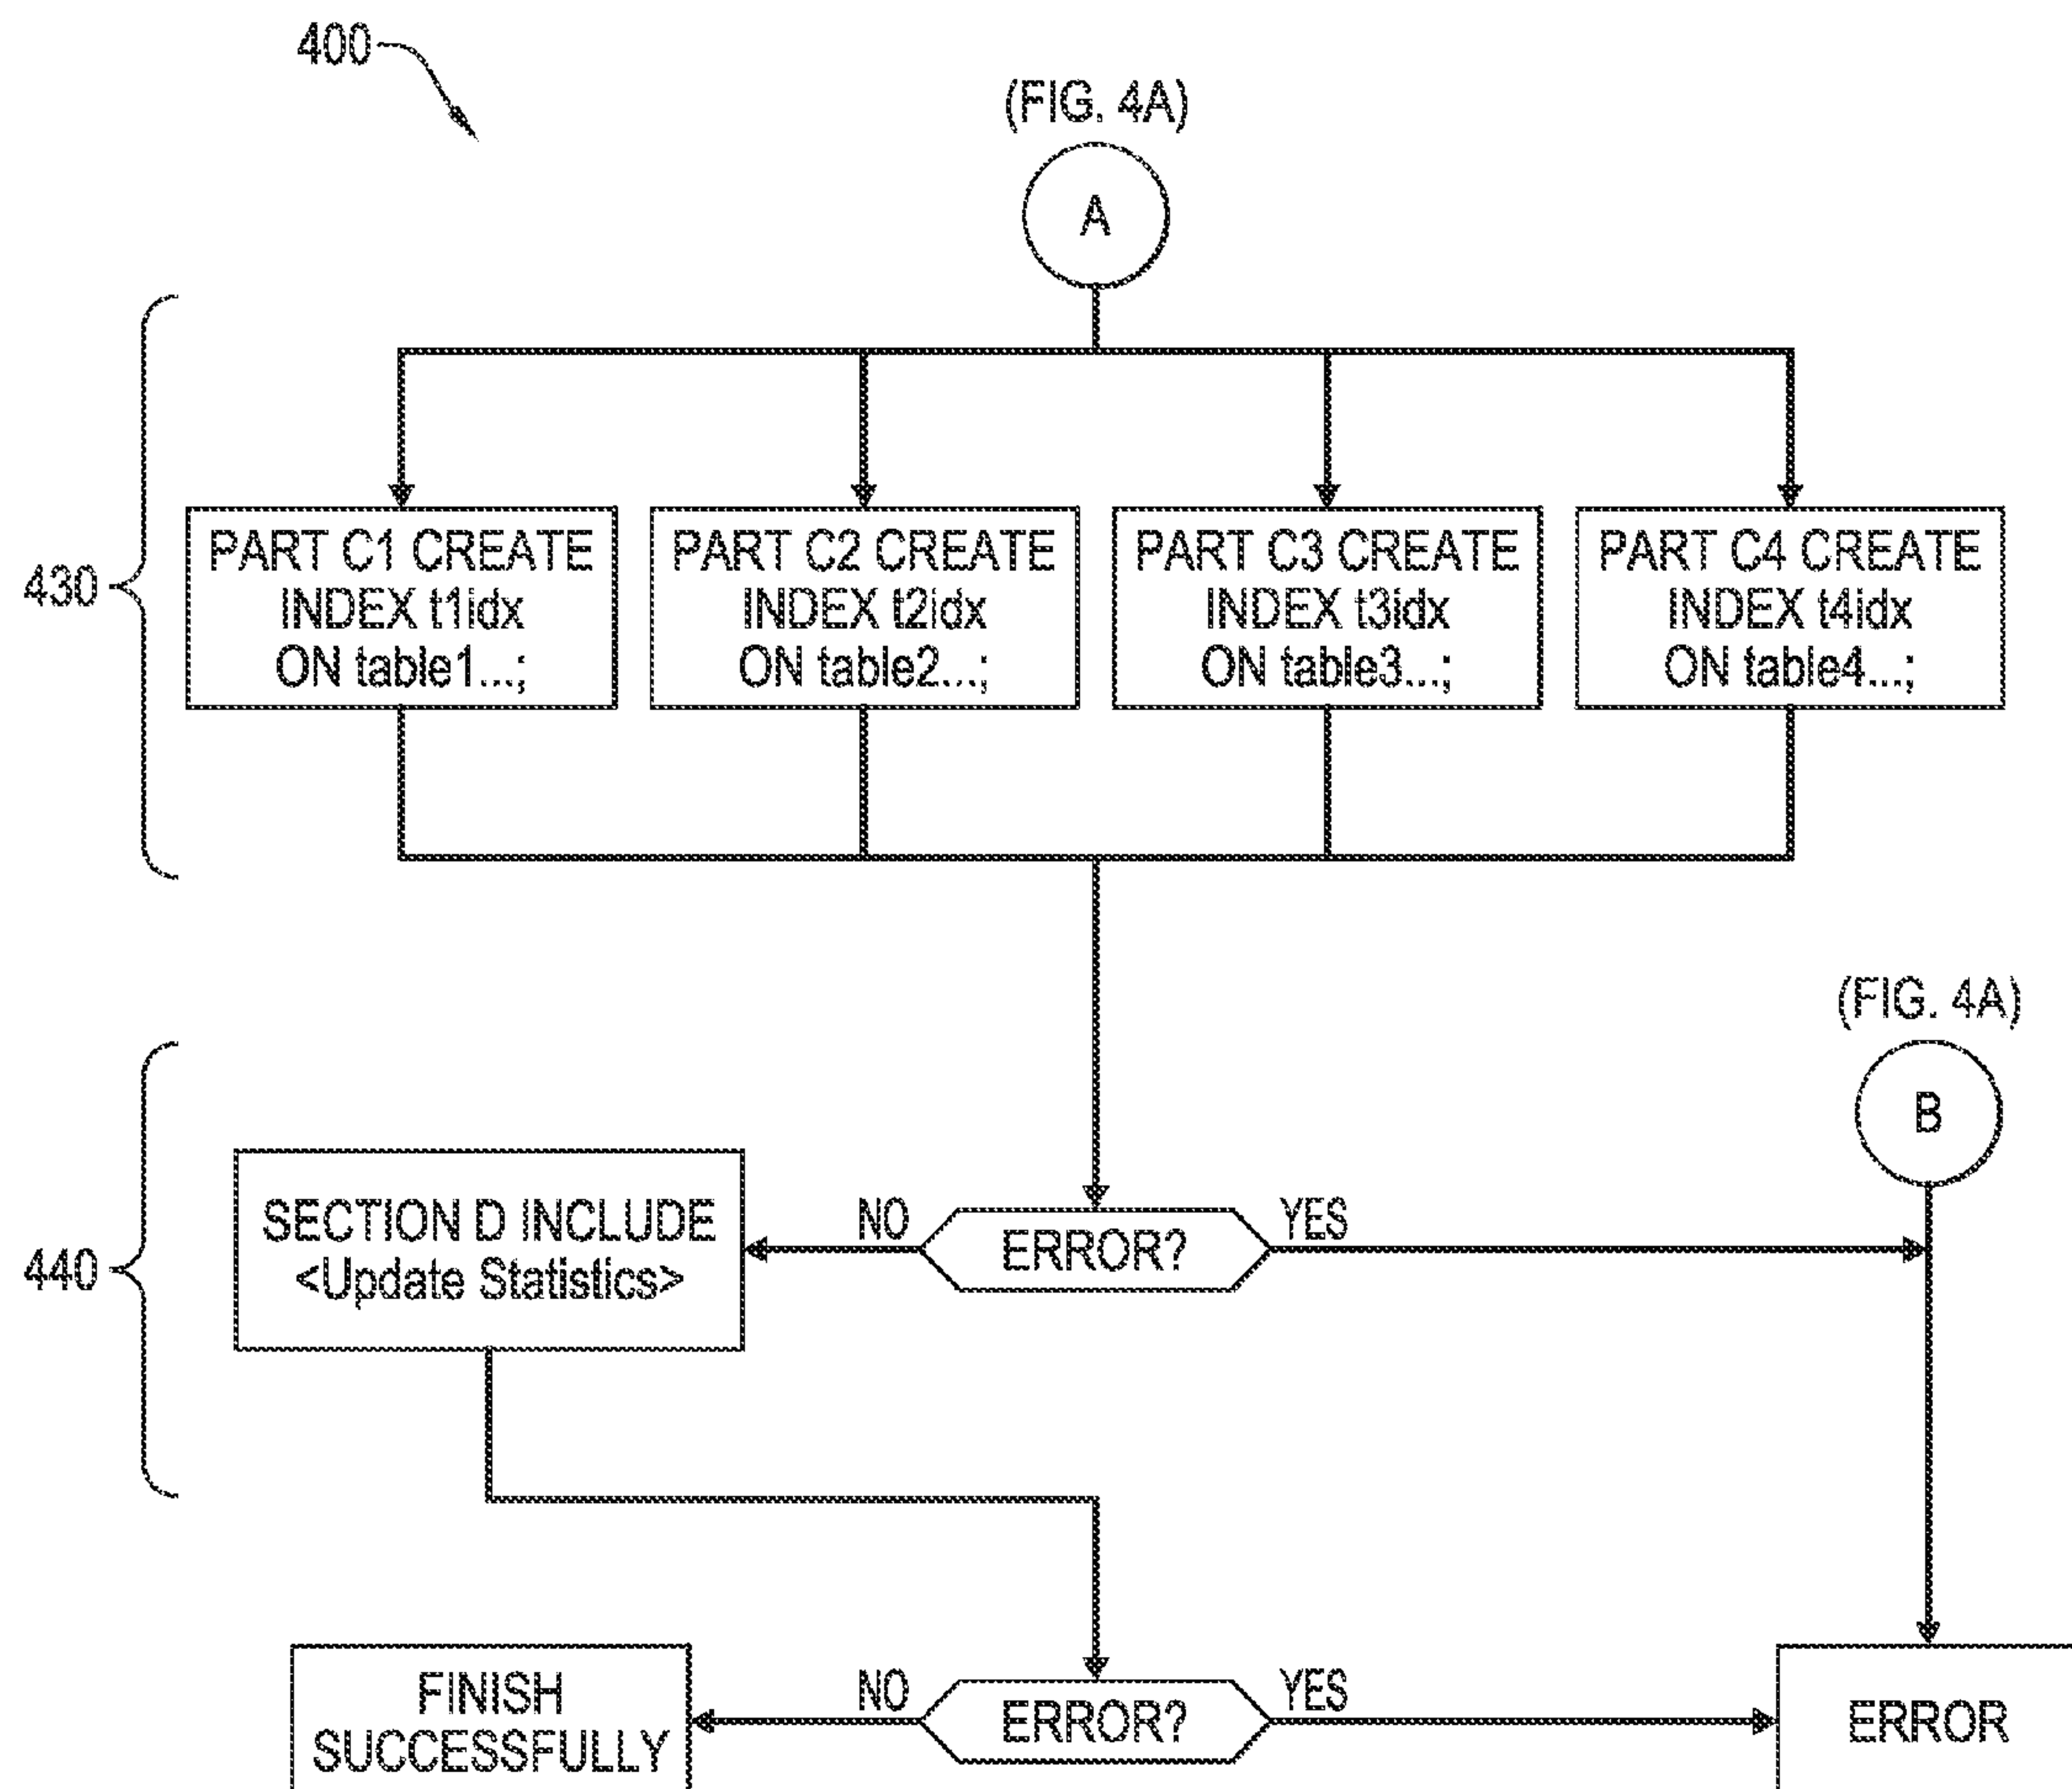 400
(FIG. 4A)
A
430
PART C1 CREATE
INDEX t1idx
ON table1...;
PART C2 CREATE
INDEX t2idx
ON table2...;
PART C3 CREATE
INDEX t3idx
ON table3...;
PART C4 CREATE
INDEX t4idx
ON table4...;
(FIG. 4A)
B
440
SECTION D INCLUDE
<Update Statistics>
NO
ERROR?
YES
FINISH
SUCCESSFULLY
NO
ERROR?
YES
ERROR